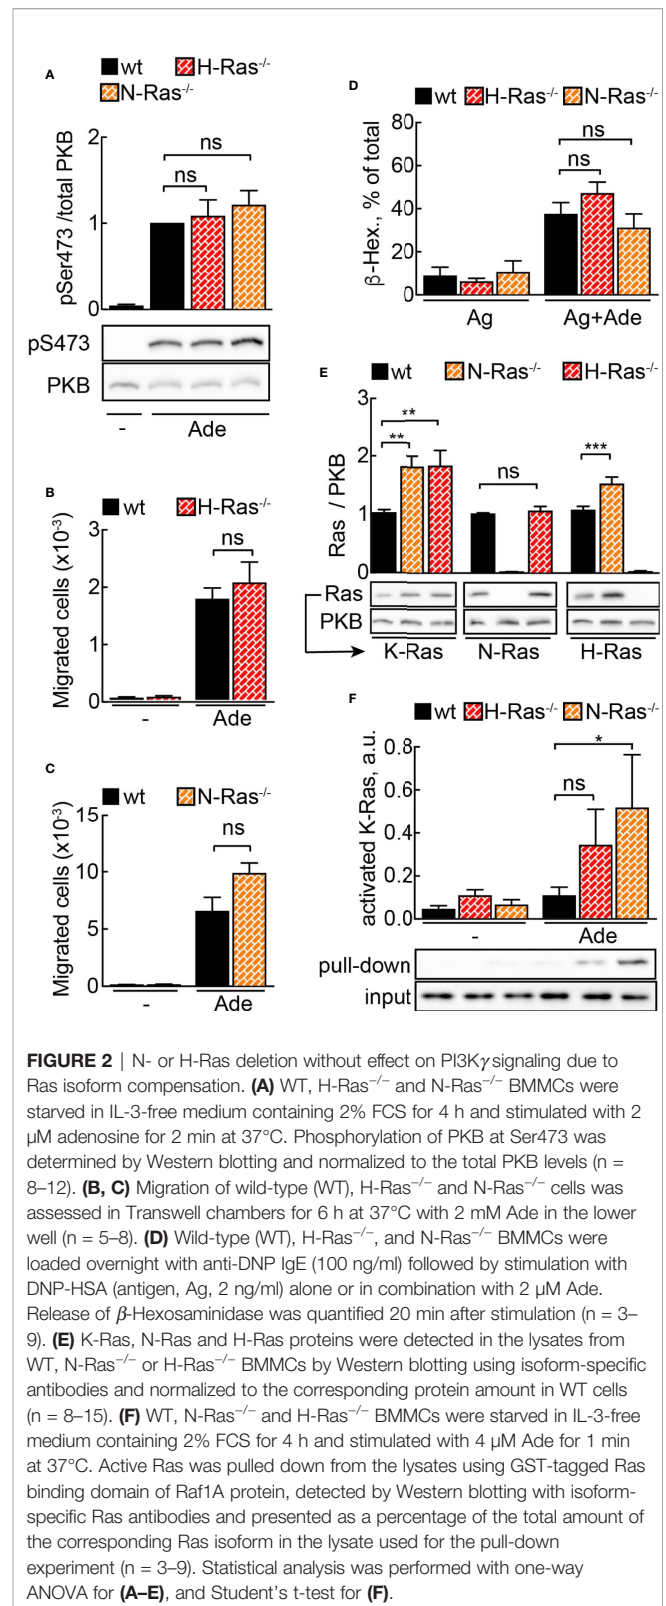 A
wt H-Ras-/-
N-Ras-/-
pSer473 /total PKB
2
1
0
ns
ns
pS473
PKB
- Ade
B
wt H-Ras-/-
Migrated cells (x10-3)
3
2
1
0
ns
- Ade
C
wt N-Ras-/-
Migrated cells (x10-3)
15
10
5
0
ns
- Ade
D
wt H-Ras-/- N-Ras-/-
β-Hex., % of total
80
60
40
20
0
ns
ns
Ag Ag+Ade
E
wt N-Ras-/- H-Ras-/-
Ras / PKB
3
2
1
0
**
**
ns
***
Ras
PKB
K-Ras N-Ras H-Ras
F
wt H-Ras-/- N-Ras-/-
activated K-Ras, a.u.
0.8
0.6
0.4
0.2
0.0
*
ns
- Ade
pull-down
input
FIGURE 2 | N- or H-Ras deletion without effect on PI3Kγ signaling due to
Ras isoform compensation. (A) WT, H-Ras−/− and N-Ras−/− BMMCs were
starved in IL-3-free medium containing 2% FCS for 4 h and stimulated with 2
µM adenosine for 2 min at 37°C. Phosphorylation of PKB at Ser473 was
determined by Western blotting and normalized to the total PKB levels (n =
8–12). (B, C) Migration of wild-type (WT), H-Ras−/− and N-Ras−/− cells was
assessed in Transwell chambers for 6 h at 37°C with 2 mM Ade in the lower
well (n = 5–8). (D) Wild-type (WT), H-Ras−/−, and N-Ras−/− BMMCs were
loaded overnight with anti-DNP IgE (100 ng/ml) followed by stimulation with
DNP-HSA (antigen, Ag, 2 ng/ml) alone or in combination with 2 µM Ade.
Release of β-Hexosaminidase was quantified 20 min after stimulation (n = 3–
9). (E) K-Ras, N-Ras and H-Ras proteins were detected in the lysates from
WT, N-Ras−/− or H-Ras−/− BMMCs by Western blotting using isoform-specific
antibodies and normalized to the corresponding protein amount in WT cells
(n = 8–15). (F) WT, N-Ras−/− and H-Ras−/− BMMCs were starved in IL-3-free
medium containing 2% FCS for 4 h and stimulated with 4 µM Ade for 1 min
at 37°C. Active Ras was pulled down from the lysates using GST-tagged Ras
binding domain of Raf1A protein, detected by Western blotting with isoform-
specific Ras antibodies and presented as a percentage of the total amount of
the corresponding Ras isoform in the lysate used for the pull-down
experiment (n = 3–9). Statistical analysis was performed with one-way
ANOVA for (A–E), and Student's t-test for (F).